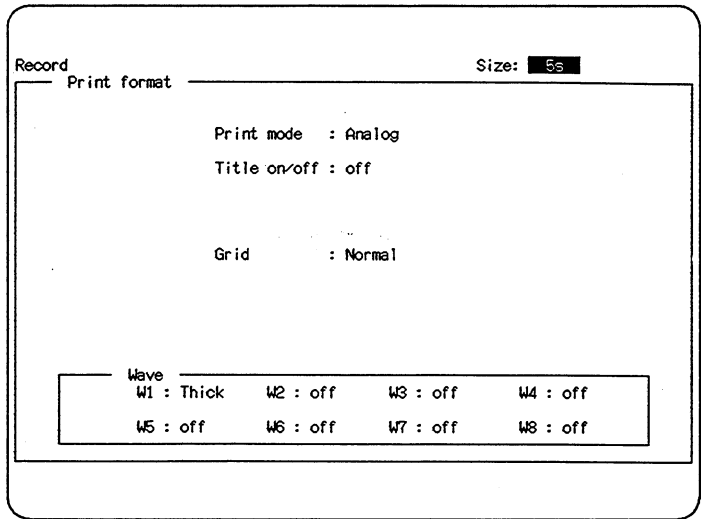 Record Size: 5s
Print format
Print mode : Analog
Title on/off : off
Grid : Normal
Wave
W1 : Thick W2 : off W3 : off W4 : off
W5 : off W6 : off W7 : off W8 : off